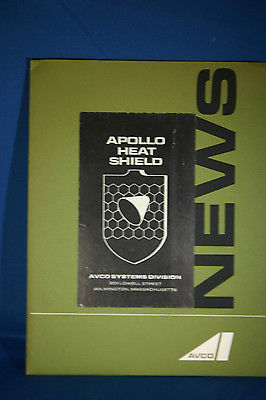 APOLLO
HEAT
SHIELD
AVCO SYSTEMS DIVISION
201 LOWELL STREET
WILMINGTON, MASSACHUSETTS
NEWS
AVCO